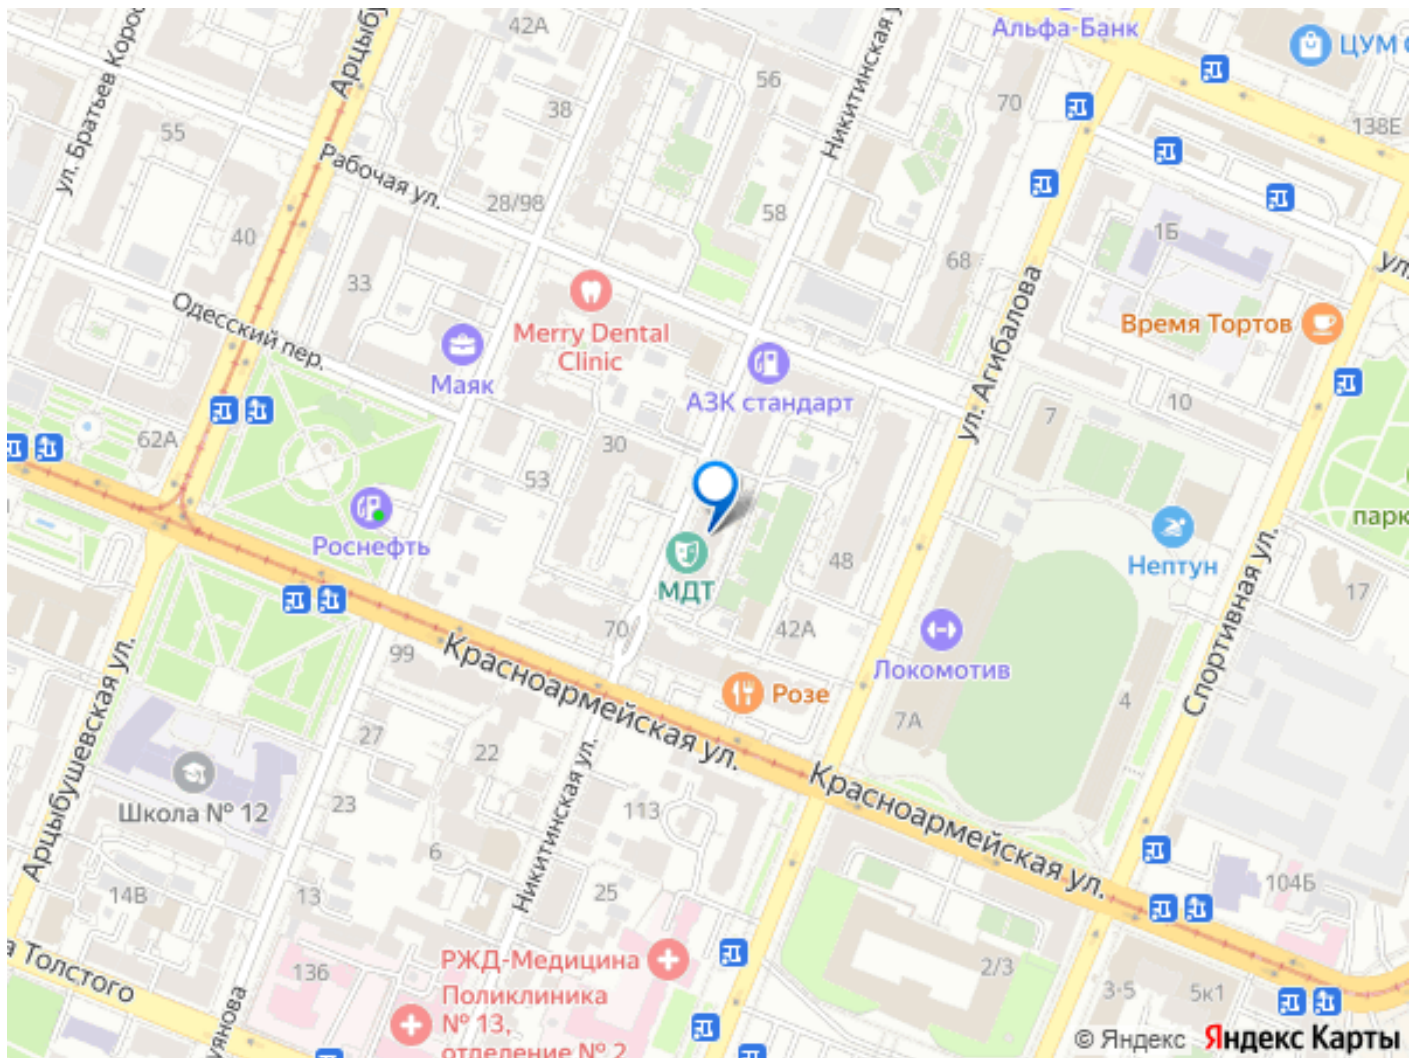 42А
Альфа-Банк
ЦУМ
ул. Братьев Коро
Арцыбу
Никитинская у
56
38
70
138Е
55
Рабочая ул.
28/98
58
40
1Б
68
ул.
33
Одесский пер.
Merry Dental
Clinic
Маяк
АЗК стандарт
ул. Агибалова
Время Тортов
10
7
62А
30
53
Роснефть
парк
Нептун
48
17
МДТ
70
42А
Локомотив
99
Красноармейская ул.
Розе
7А
4
Спортивная ул.
Арцыбушевская ул.
27
22
Школа № 12
23
113
Красноармейская ул.
6
Никитинская ул.
14В
13
25
104Б
а Толстого
136
РЖД-Медицина
2/3
3-5
5к1
Поликлиника
№ 13,
отделение № 2
уянова
© Яндекс Яндекс Карты